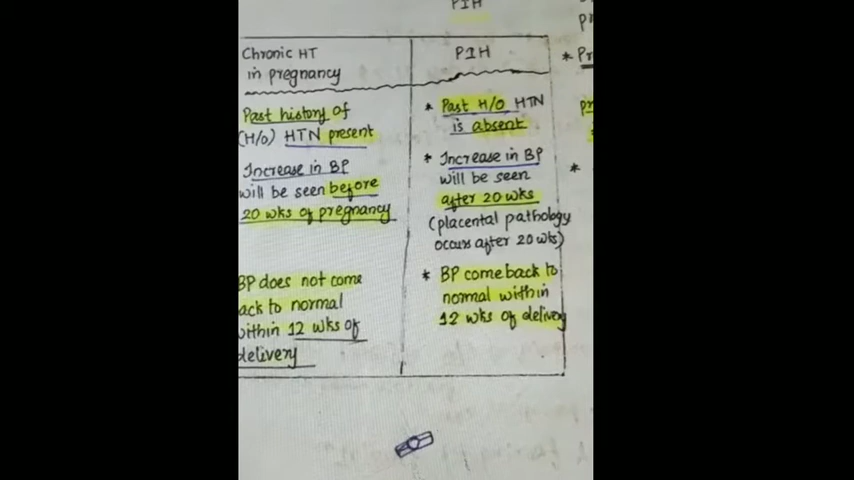 PIH
Chronic HT
in pregnancy
Past history of
(H/o) HTN present
Increase in BP
will be seen before
20 wks of pregnancy
BP does not come
ack to normal
within 12 wks of
delivery
PIH
* Past H/O HTN
is absent
* Increase in BP
will be seen
after 20 wks
(placental pathology
occurs after 20 wks)
* BP come back to
normal within
12 wks of delivery
* Pr